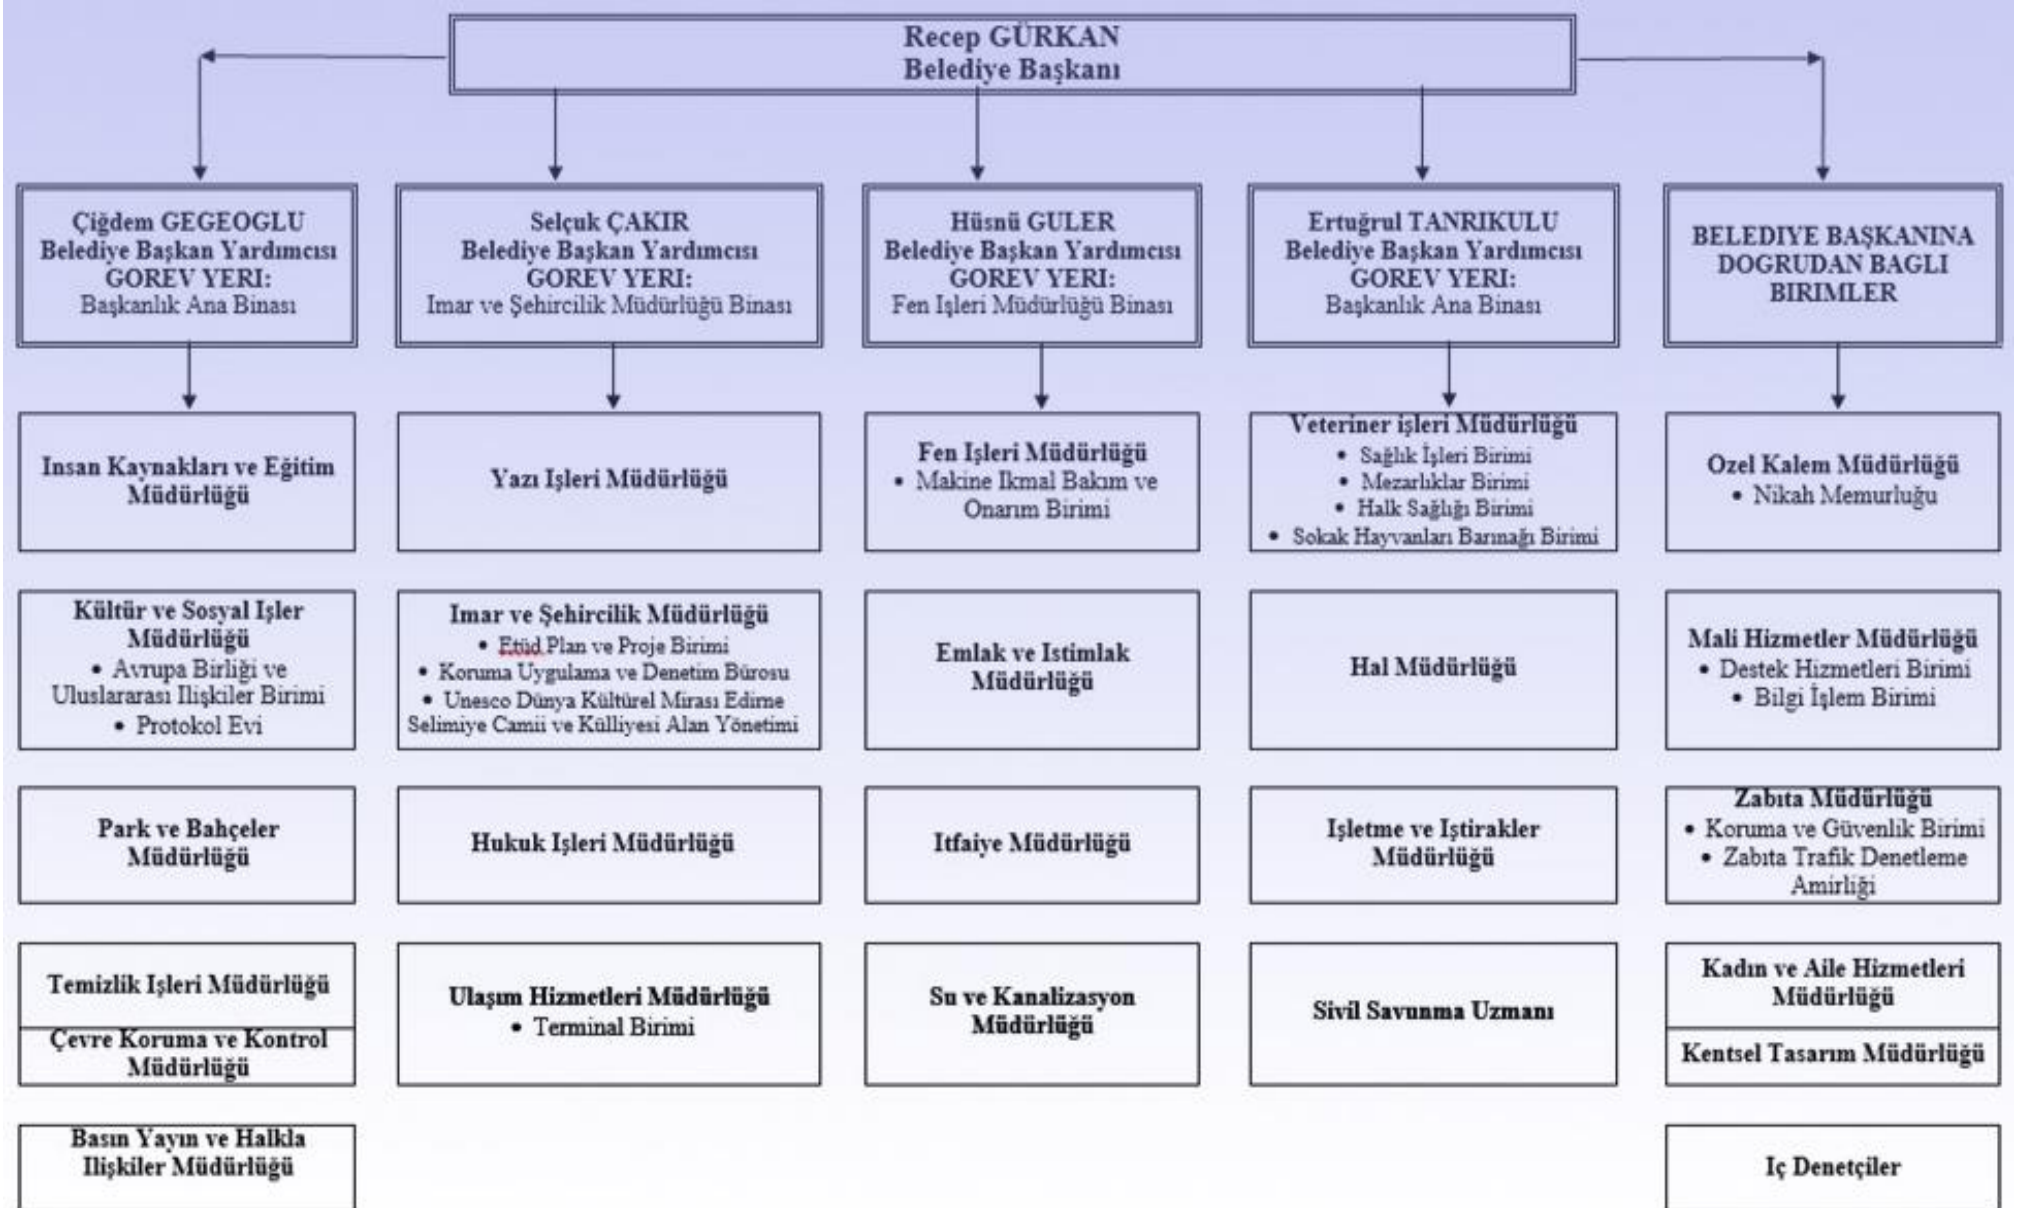 Recep GÜRKAN
Belediye Başkanı
Çiğdem GEGEOGLU
Belediye Başkan Yardımcısı
GOREV YERI:
Başkanlık Ana Binası
Selçuk ÇAKIR
Belediye Başkan Yardımcısı
GOREV YERI:
Imar ve Şehircilik Müdürlüğü Binası
Hüsnü GULER
Belediye Başkan Yardımcısı
GOREV YERI:
Fen Işleri Müdürlüğü Binası
Ertuğrul TANRIKULU
Belediye Başkan Yardımcısı
GOREV YERI:
Başkanlık Ana Binası
BELEDIYE BAŞKANINA
DOGRUDAN BAGLI
BIRIMLER
Insan Kaynakları ve Eğitim
Müdürlüğü
Yazı Işleri Müdürlüğü
Fen Işleri Müdürlüğü
• Makine Ikmal Bakım ve
Onarım Birimi
Veteriner işleri Müdürlüğü
• Sağlık İşleri Birimi
• Mezarlıklar Birimi
• Halk Sağlığı Birimi
• Sokak Hayvanları Barınağı Birimi
Ozel Kalem Müdürlüğü
• Nikah Memurluğu
Kültür ve Sosyal Işler
Müdürlüğü
• Avrupa Birliği ve
Uluslararası Ilişkiler Birimi
• Protokol Evi
Imar ve Şehircilik Müdürlüğü
• Etüd Plan ve Proje Birimi
• Koruma Uygulama ve Denetim Bürosu
• Unesco Dünya Kültürel Mirası Edirne
Selimiye Camii ve Külliyesi Alan Yönetimi
Emlak ve Istimlak
Müdürlüğü
Hal Müdürlüğü
Mali Hizmetler Müdürlüğü
• Destek Hizmetleri Birimi
• Bilgi İşlem Birimi
Park ve Bahçeler
Müdürlüğü
Hukuk Işleri Müdürlüğü
Itfaiye Müdürlüğü
Işletme ve Iştirakler
Müdürlüğü
Zabıta Müdürlüğü
• Koruma ve Güvenlik Birimi
• Zabıta Trafik Denetleme
Amirliği
Temizlik Işleri Müdürlüğü
Çevre Koruma ve Kontrol
Müdürlüğü
Ulaşım Hizmetleri Müdürlüğü
• Terminal Birimi
Su ve Kanalizasyon
Müdürlüğü
Sivil Savunma Uzmanı
Kadın ve Aile Hizmetleri
Müdürlüğü
Kentsel Tasarım Müdürlüğü
Basın Yayın ve Halkla
Ilişkiler Müdürlüğü
Iç Denetçiler